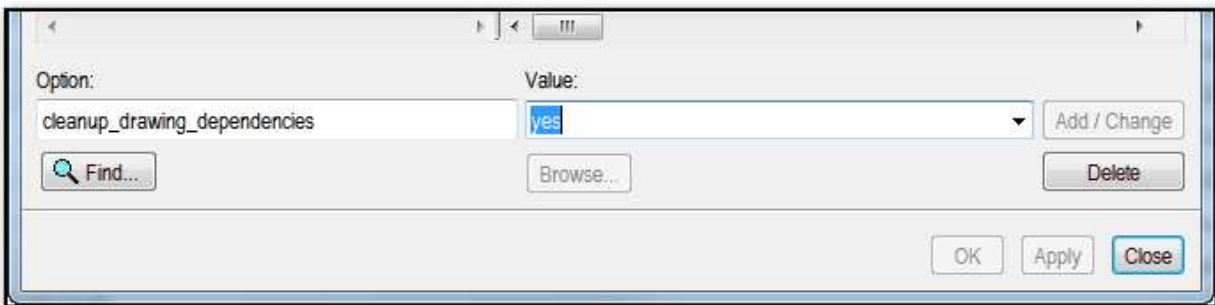 Option: Value:
cleanup_drawing_dependencies yes Add / Change
Find... Browse... Delete
OK Apply Close